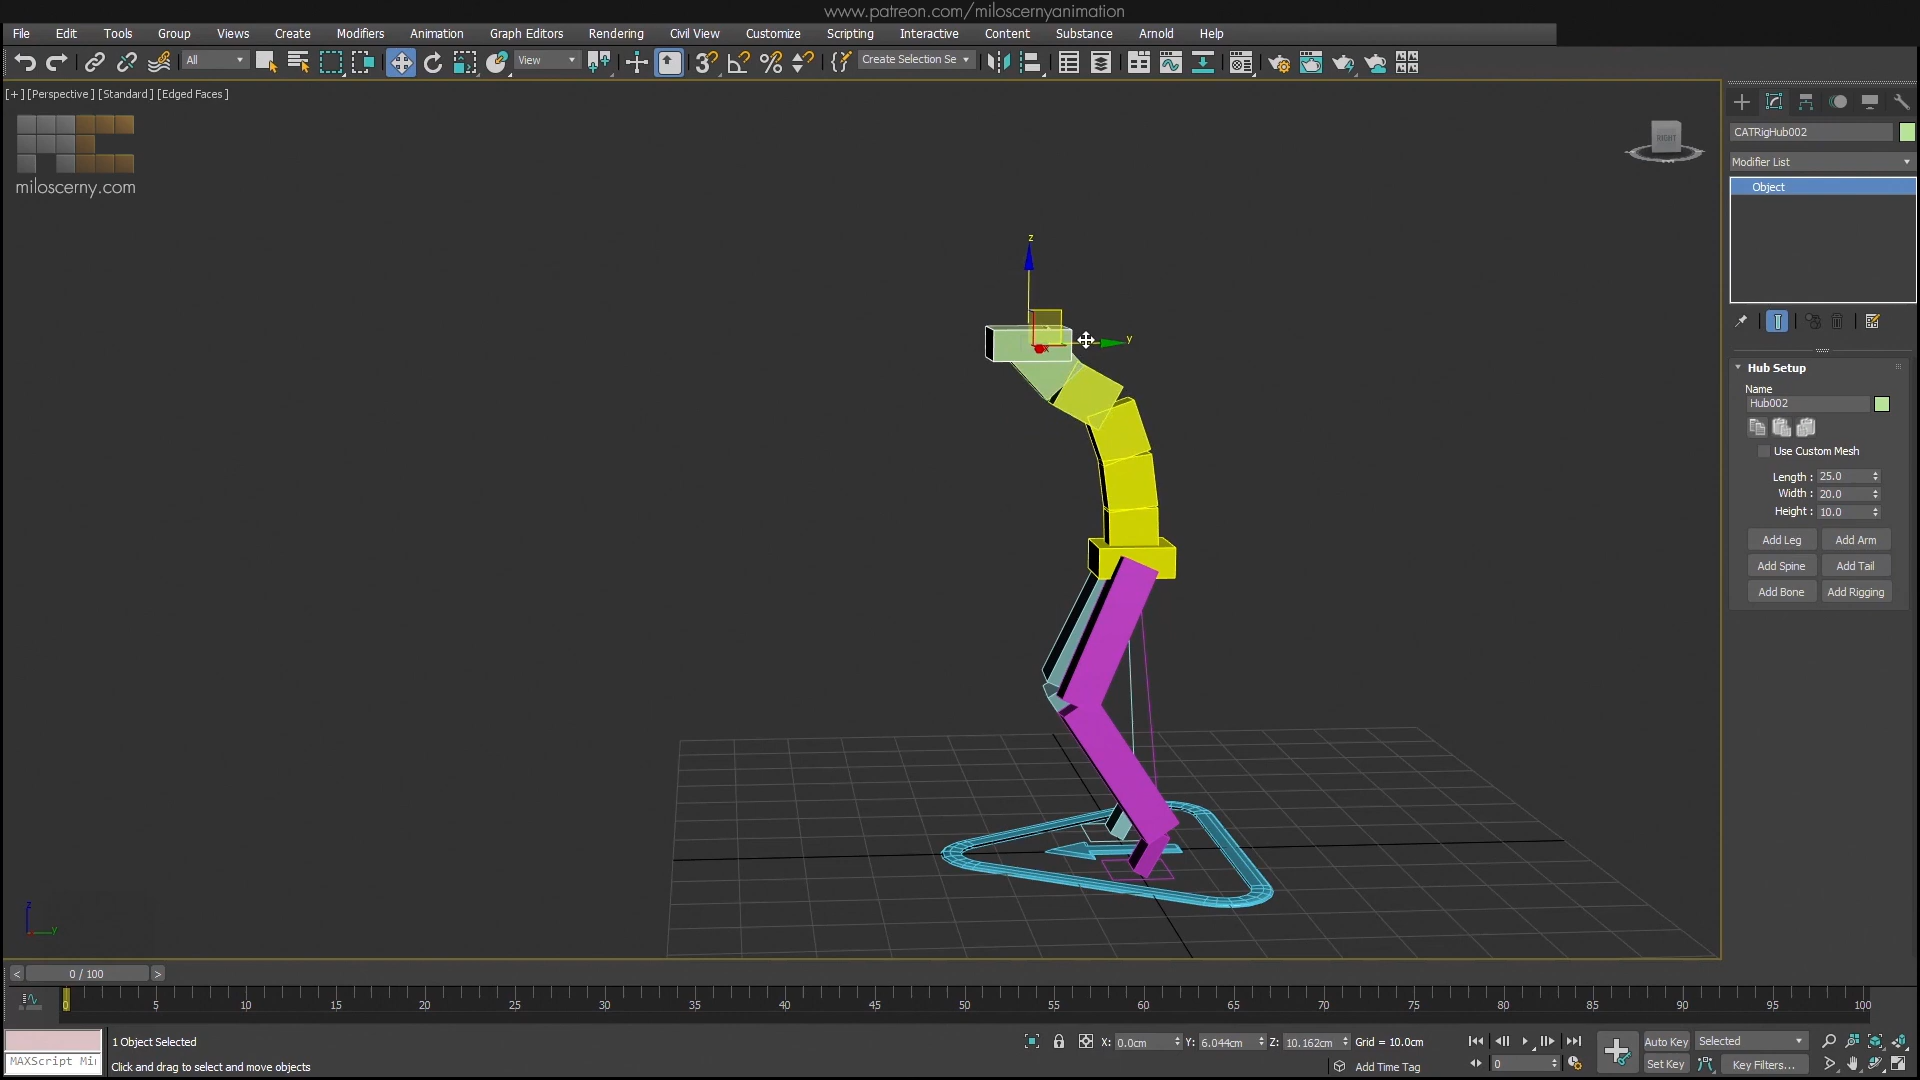 www.patreon.com/miloscernyanimation
File Edit Tools Group Views Create Modifiers Animation Graph Editors Rendering Civil View Customize Scripting Interactive Content Substance Arnold Help
All View Create Selection Se
[+] [Perspective] [Standard] [Edged Faces]
miloscerny.com
RIGHT
CATRigHub002
Modifier List
Object
Hub Setup
Name
Hub002
Use Custom Mesh
Length : 25.0
Width : 20.0
Height : 10.0
Add Leg Add Arm
Add Spine Add Tail
Add Bone Add Rigging
z
y
x
z
y
< 0 / 100 >
0 5 10 15 20 25 30 35 40 45 50 55 60 65 70 75 80 85 90 95 100
1 Object Selected X: 0.0cm Y: 6.044cm Z: 10.162cm Grid = 10.0cm Auto Key Selected
MAXScript Mi
Click and drag to select and move objects Add Time Tag 0 Set Key Key Filters...